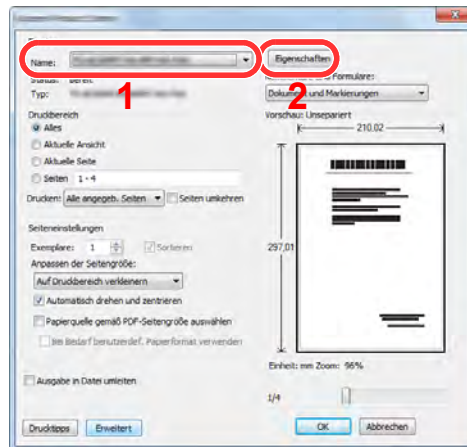 Name:
Eigenschaften
Status: Bereit
Typ:
1
2
Dokument und Markierungen
Druckbereich
Vorschau: Unsepariert
Alles
210,02
Aktuelle Ansicht
Aktuelle Seite
Seiten 1 - 4
Drucken: Alle angegeb. Seiten
Seiten umkehren
Seiteneinstellungen
Exemplare: 1
Sortieren
297,01
Anpassen der Seitengröße:
Auf Druckbereich verkleinern
Automatisch drehen und zentrieren
Papierquelle gemäß PDF-Seitengröße auswählen
Bei Bedarf benutzerdef. Papierformat verwenden
Einheit: mm Zoom: 96%
Ausgabe in Datei umleiten
1/4
Drucktipps
Erweitert
OK
Abbrechen